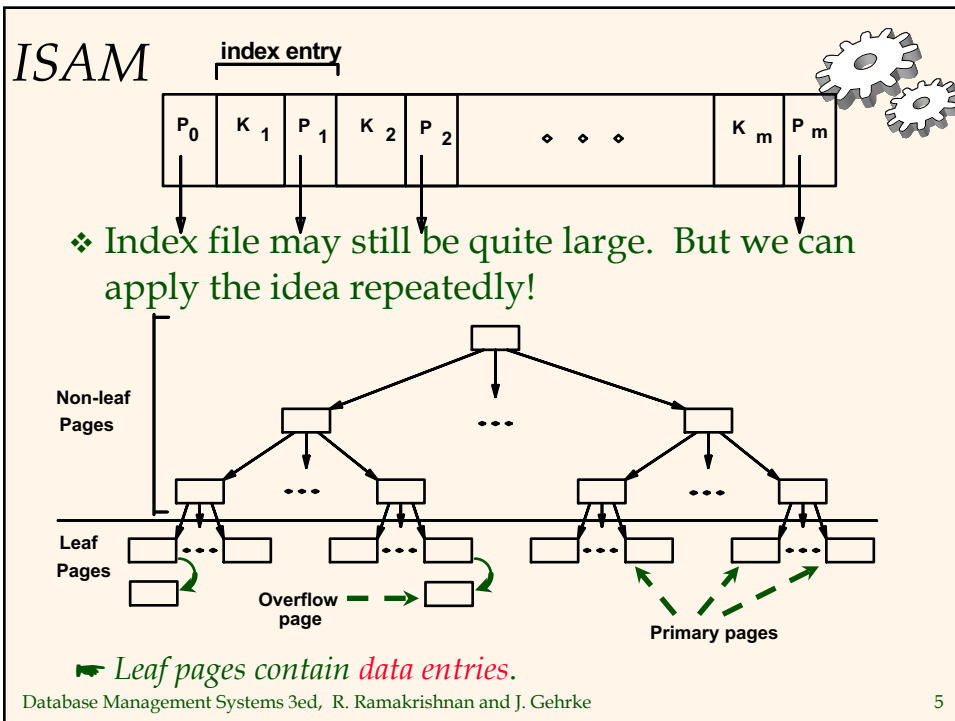 ISAM
index entry
P0 K 1 P 1 K 2 P 2 K m P m
❖ Index file may still be quite large. But we can
apply the idea repeatedly!
Non-leaf
Pages
Leaf
Pages
Overflow
page
Primary pages
☛ Leaf pages contain data entries.
Database Management Systems 3ed, R. Ramakrishnan and J. Gehrke 5